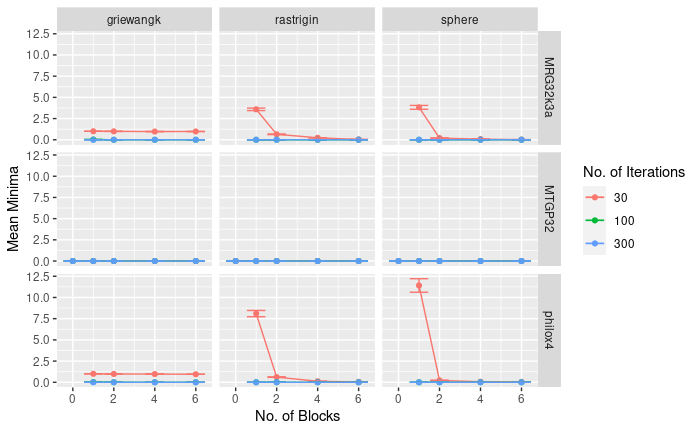 griewangk rastrigin sphere
12.5
10.0
7.5
5.0
2.5
0.0
MRG32k3a
12.5
10.0
7.5
5.0
2.5
0.0
MTGP32
12.5
10.0
7.5
5.0
2.5
0.0
philox4
0 2 4 6 0 2 4 6 0 2 4 6
No. of Blocks
Mean Minima
No. of Iterations
30
100
300